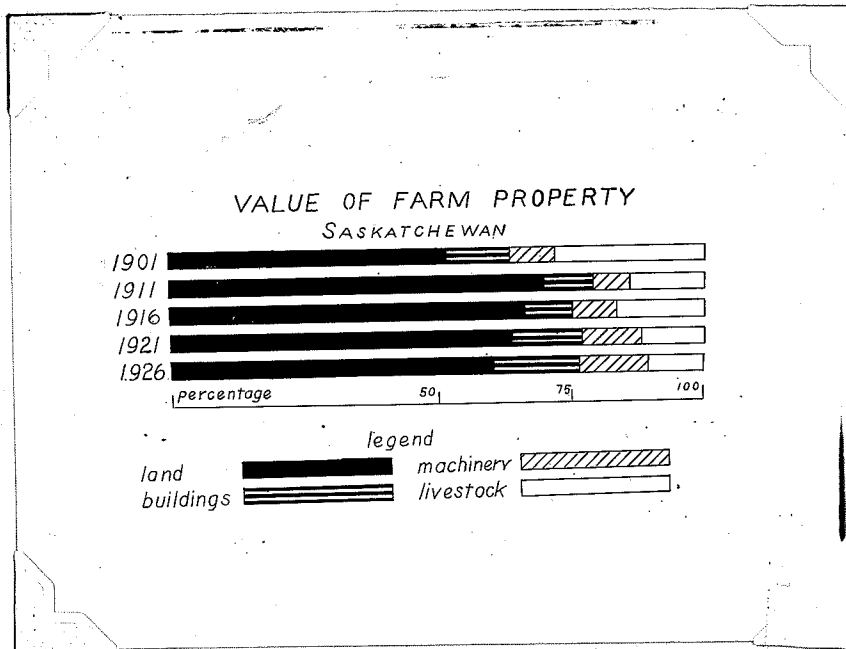 VALUE OF FARM PROPERTY
SASKATCHEWAN
1901
1911
1916
1921
1926
percentage 50 75 100
legend
land
machinery
buildings
livestock